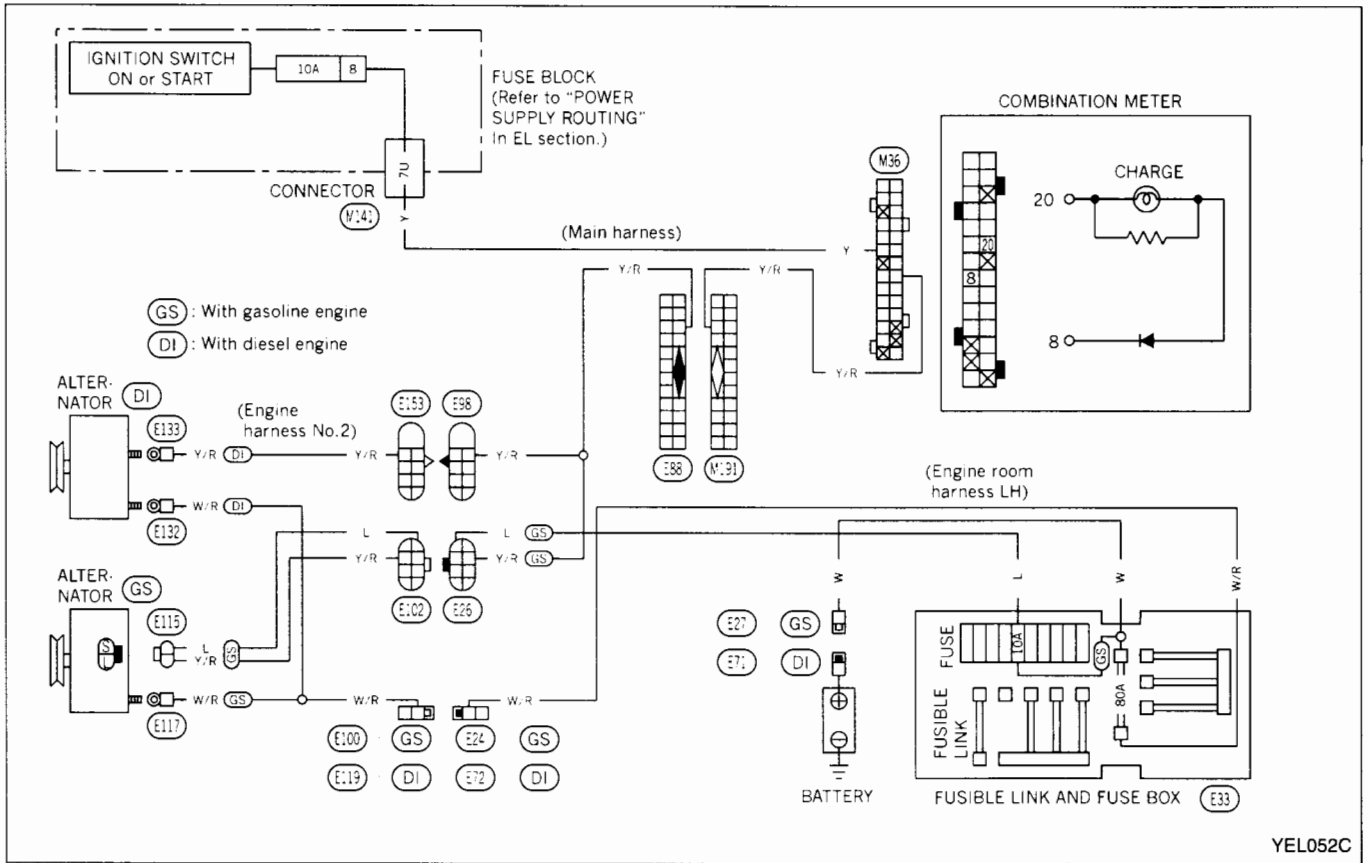 IGNITION SWITCH
ON or START
10A 8
FUSE BLOCK
(Refer to "POWER
SUPPLY ROUTING"
In EL section.)
7U
CONNECTOR
M141
Y
(Main harness)
Y
M36
COMBINATION METER
CHARGE
20
20
8
8
Y/R
Y/R
Y/R
E88
M191
GS : With gasoline engine
DI : With diesel engine
ALTER-
NATOR
DI
(Engine
harness No.2)
E133
Y/R DI
Y/R
E153
E98
Y/R
W/R DI
E132
L
Y/R
E102
E26
L GS
Y/R GS
ALTER-
NATOR
GS
S
E115
L
Y/R
GS
W/R GS
E117
W/R
W/R
E100
GS
E24
GS
E119
DI
E72
DI
(Engine room
harness LH)
W
L
W
W/R
E27
GS
E71
DI
BATTERY
FUSE
10A
GS
80A
FUSIBLE
LINK
FUSIBLE LINK AND FUSE BOX
E33
YEL052C